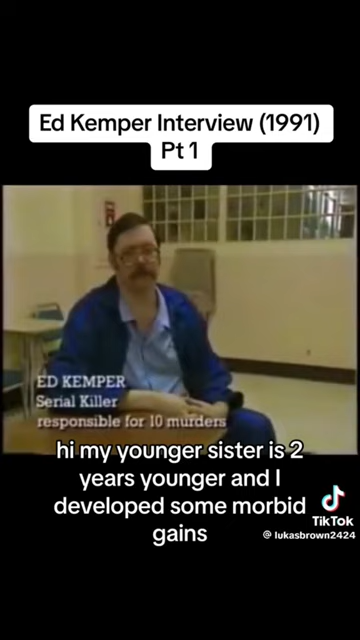 Ed Kemper Interview (1991)
Pt 1
ED KEMPER
Serial Killer
responsible for 10 murders
hi my younger sister is 2
years younger and I
developed some morbid
gains
TikTok
@ lukasbrown2424